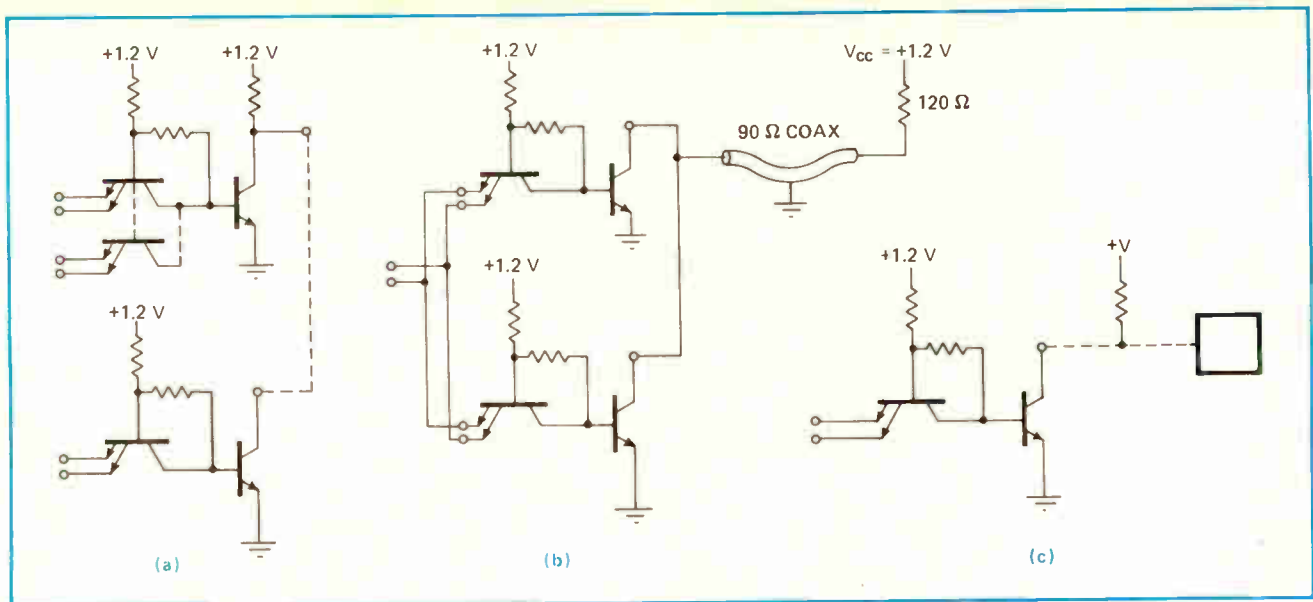 +1.2 V
+1.2 V
+1.2 V
(a)
+1.2 V
+1.2 V
90 Ω COAX
VCC = +1.2 V
120 Ω
(b)
+1.2 V
+V
(c)